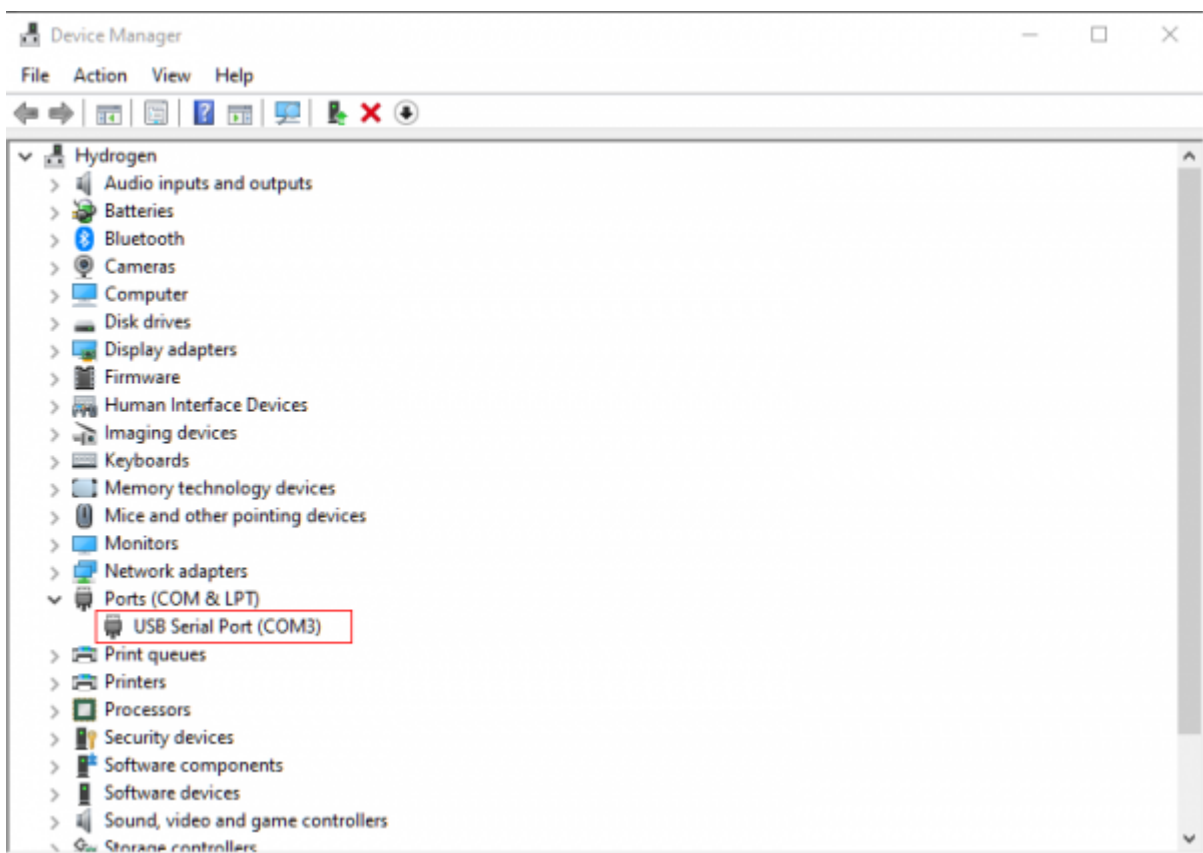 Device Manager
File Action View Help
Hydrogen
Audio inputs and outputs
Batteries
Bluetooth
Cameras
Computer
Disk drives
Display adapters
Firmware
Human Interface Devices
Imaging devices
Keyboards
Memory technology devices
Mice and other pointing devices
Monitors
Network adapters
Ports (COM & LPT)
USB Serial Port (COM3)
Print queues
Printers
Processors
Security devices
Software components
Software devices
Sound, video and game controllers
Storage controllers